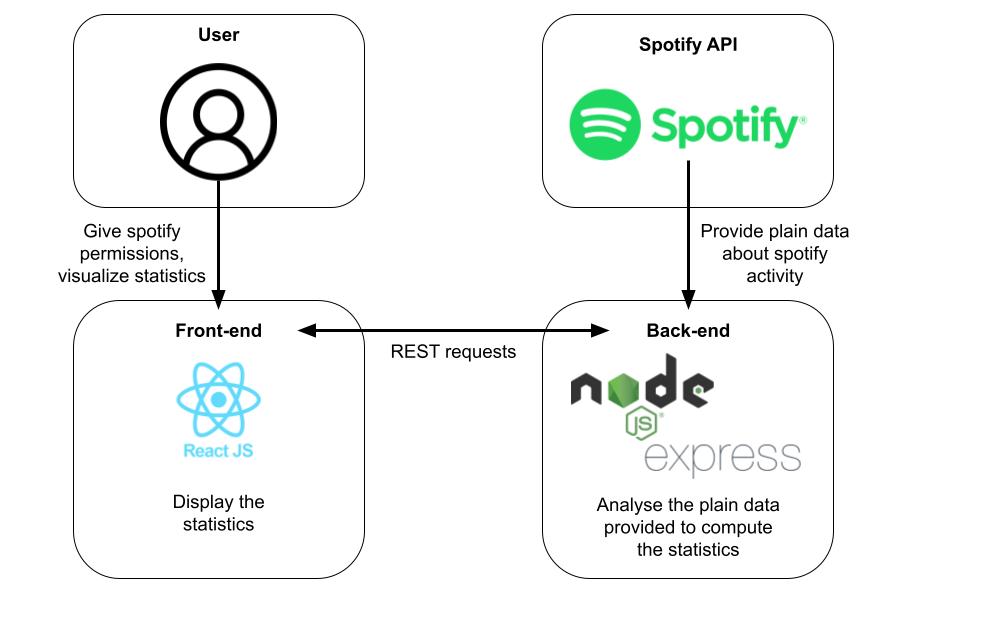 User
Spotify API
Spotify®
Give spotify
permissions,
visualize statistics
Provide plain data
about spotify
activity
Front-end
REST requests
Back-end
React JS
node
JS®
express
Display the
statistics
Analyse the plain data
provided to compute
the statistics